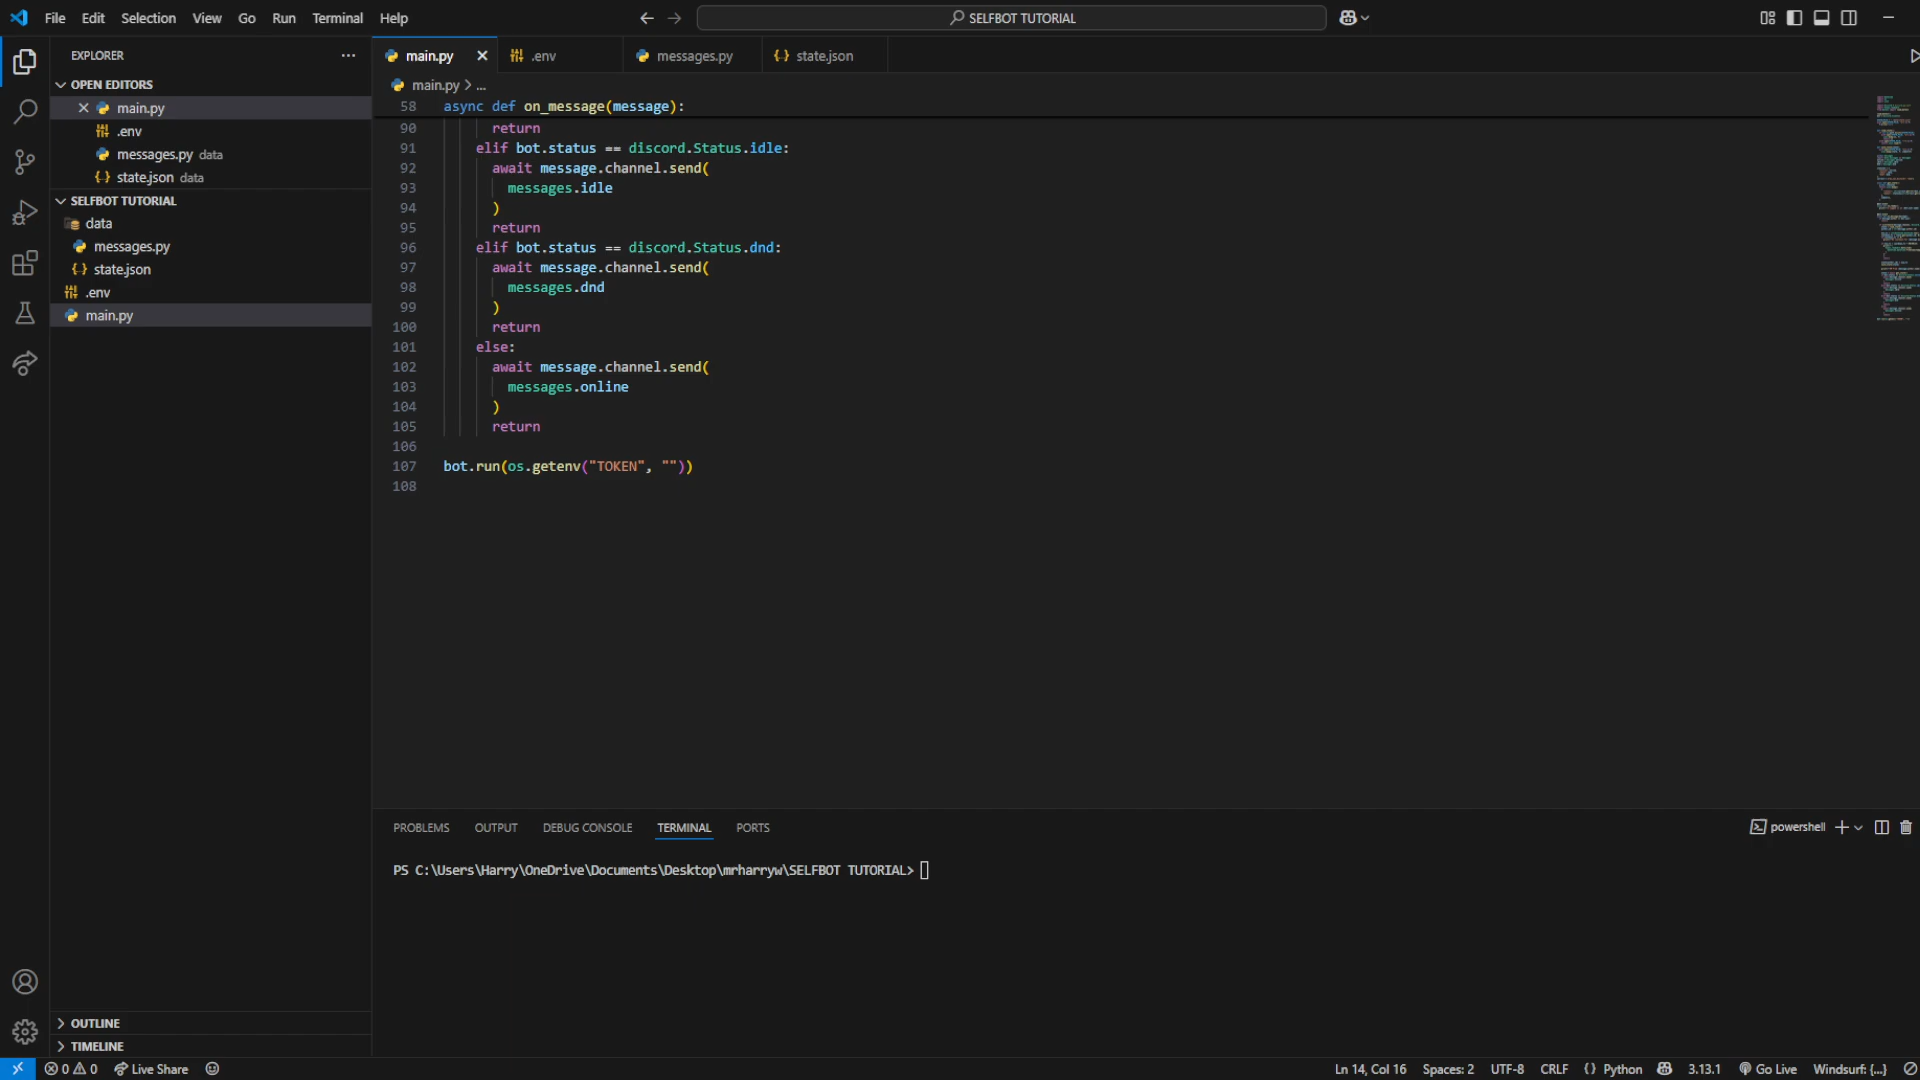 File Edit Selection View Go Run Terminal Help
SELFBOT TUTORIAL
EXPLORER
OPEN EDITORS
main.py
.env
messages.py data
state.json data
SELFBOT TUTORIAL
data
messages.py
state.json
.env
main.py
OUTLINE
TIMELINE
main.py .env messages.py state.json
main.py > ...
58 async def on_message(message):
90 return
91 elif bot.status == discord.Status.idle:
92 await message.channel.send(
93 messages.idle
94 )
95 return
96 elif bot.status == discord.Status.dnd:
97 await message.channel.send(
98 messages.dnd
99 )
100 return
101 else:
102 await message.channel.send(
103 messages.online
104 )
105 return
106
107 bot.run(os.getenv("TOKEN", ""))
108
PROBLEMS OUTPUT DEBUG CONSOLE TERMINAL PORTS
powershell
PS C:\Users\Harry\OneDrive\Documents\Desktop\mrharryw\SELFBOT TUTORIAL>
0 0 Live Share
Ln 14, Col 16 Spaces: 2 UTF-8 CRLF {} Python 3.13.1 Go Live Windsurf: {...}